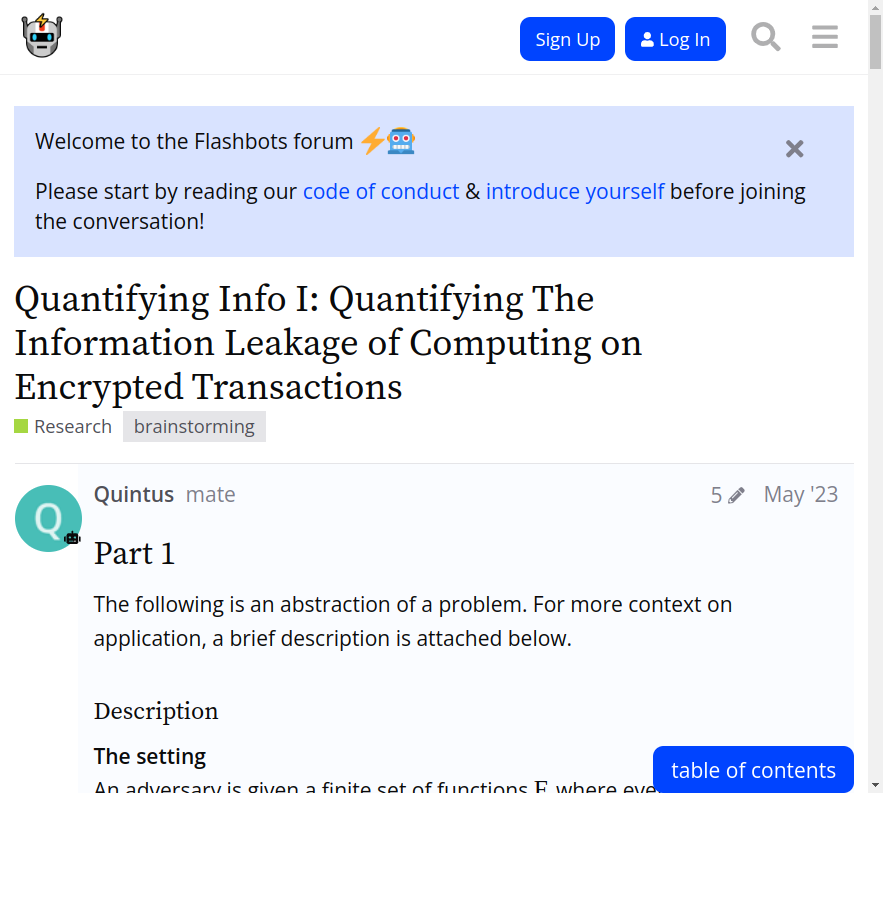 Sign Up
Log In
Welcome to the Flashbots forum
Please start by reading our code of conduct & introduce yourself before joining
the conversation!
Quantifying Info I: Quantifying The
Information Leakage of Computing on
Encrypted Transactions
Research brainstorming
Q
Quintus mate 5 May '23
Part 1
The following is an abstraction of a problem. For more context on
application, a brief description is attached below.
Description
The setting
An adversary is given a finite set of functions F, where
table of contents